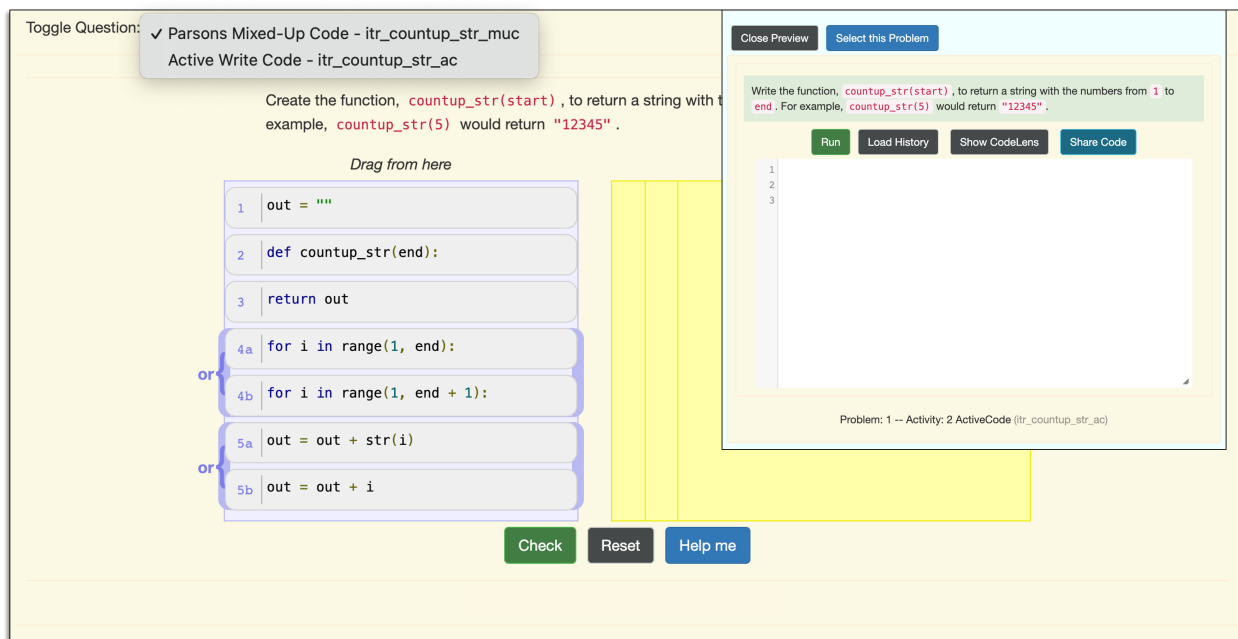 Toggle Question:
✓ Parsons Mixed-Up Code - itr_countup_str_muc
Active Write Code - itr_countup_str_ac
Create the function, countup_str(start) , to return a string with
example, countup_str(5) would return "12345" .
Drag from here
1 out = ""
2 def countup_str(end):
3 return out
or{
4a for i in range(1, end):
4b for i in range(1, end + 1):
or{
5a out = out + str(i)
5b out = out + i
Check Reset Help me
Close Preview Select this Problem
Write the function, countup_str(start) , to return a string with the numbers from 1 to
end . For example, countup_str(5) would return "12345" .
Run Load History Show CodeLens Share Code
1
2
3
Problem: 1 -- Activity: 2 ActiveCode (itr_countup_str_ac)